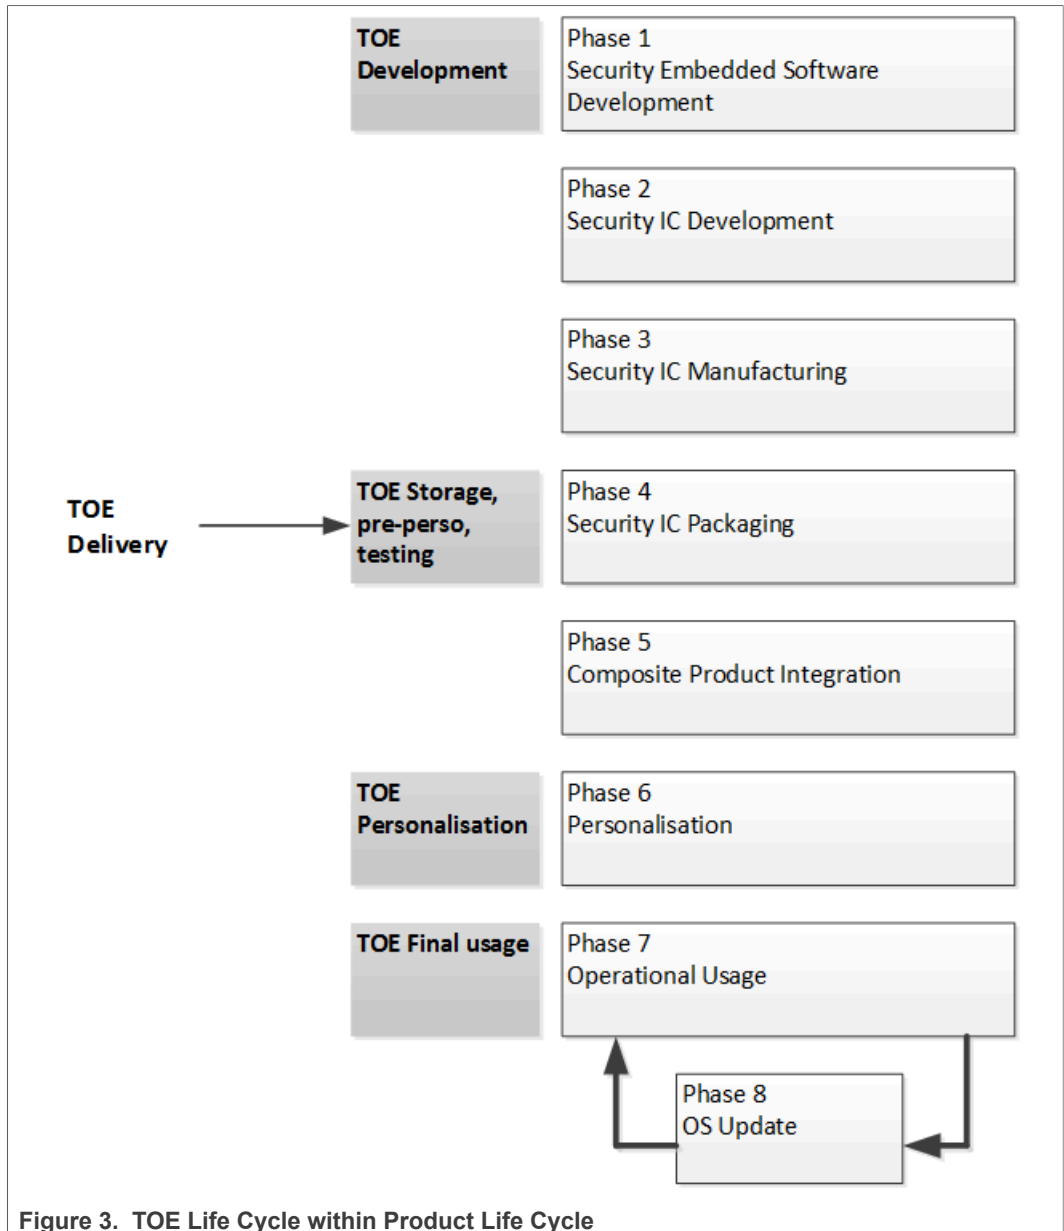 TOE
Development
Phase 1
Security Embedded Software
Development
Phase 2
Security IC Development
Phase 3
Security IC Manufacturing
TOE
Delivery
TOE Storage,
pre-perso,
testing
Phase 4
Security IC Packaging
Phase 5
Composite Product Integration
TOE
Personalisation
Phase 6
Personalisation
TOE Final usage
Phase 7
Operational Usage
Phase 8
OS Update
Figure 3. TOE Life Cycle within Product Life Cycle